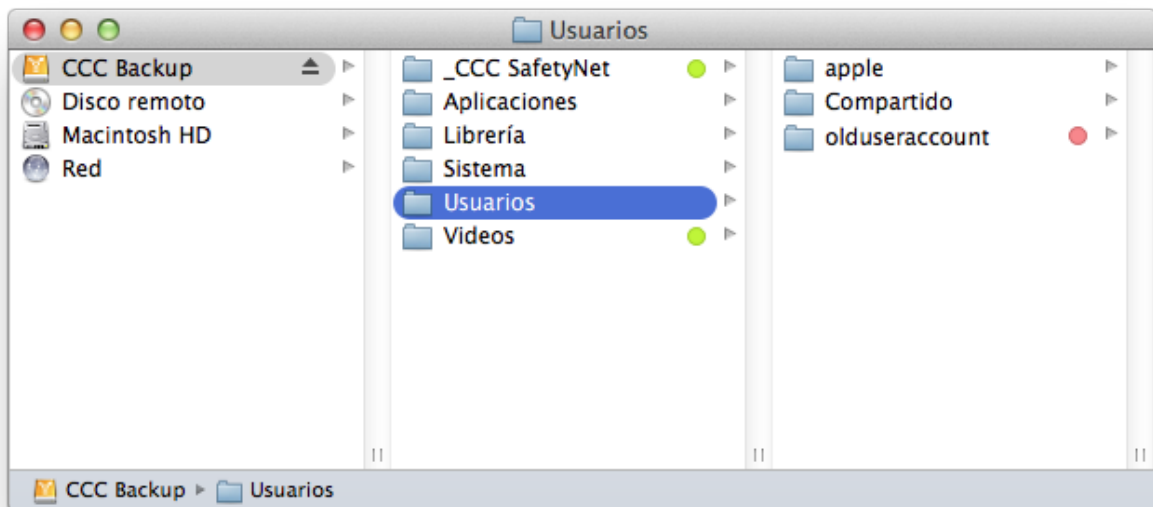 Usuarios
CCC Backup
Disco remoto
Macintosh HD
Red
_CCC SafetyNet
Aplicaciones
Librería
Sistema
Usuarios
Videos
apple
Compartido
olduseraccount
CCC Backup Usuarios